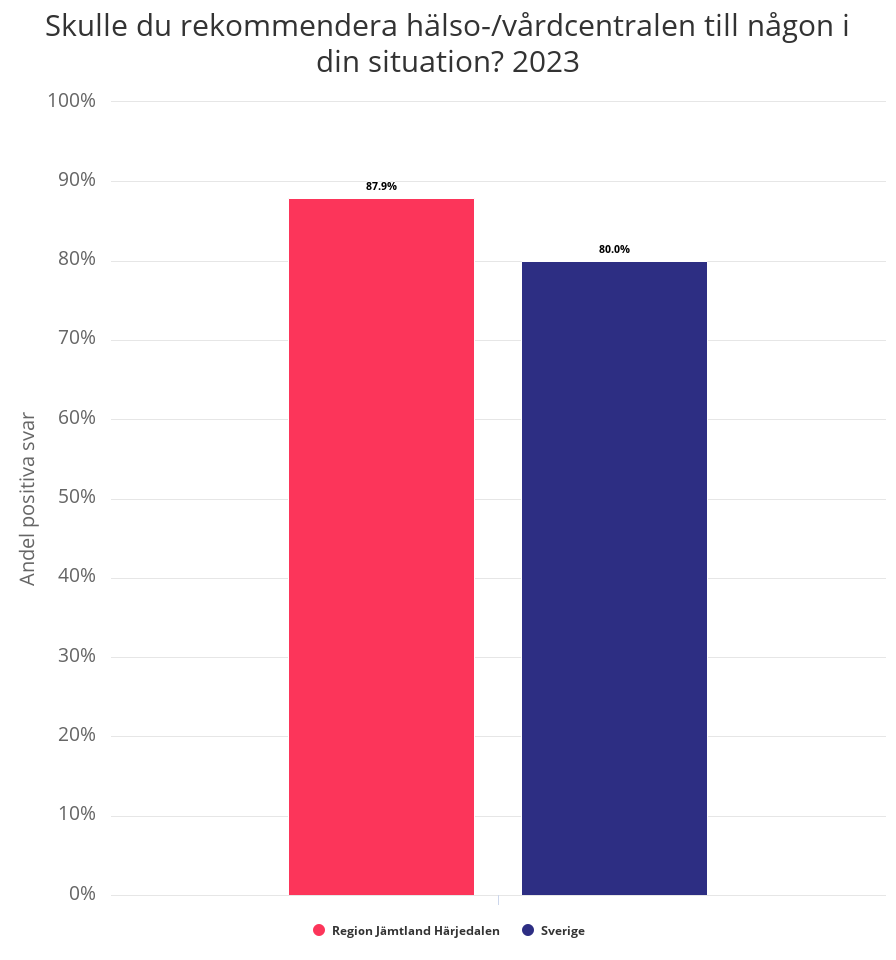 Skulle du rekommendera hälso-/vårdcentralen till någon i
din situation? 2023
100%
90%
80%
70%
60%
50%
40%
30%
20%
10%
0%
Andel positiva svar
87.9%
80.0%
Region Jämtland Härjedalen
Sverige